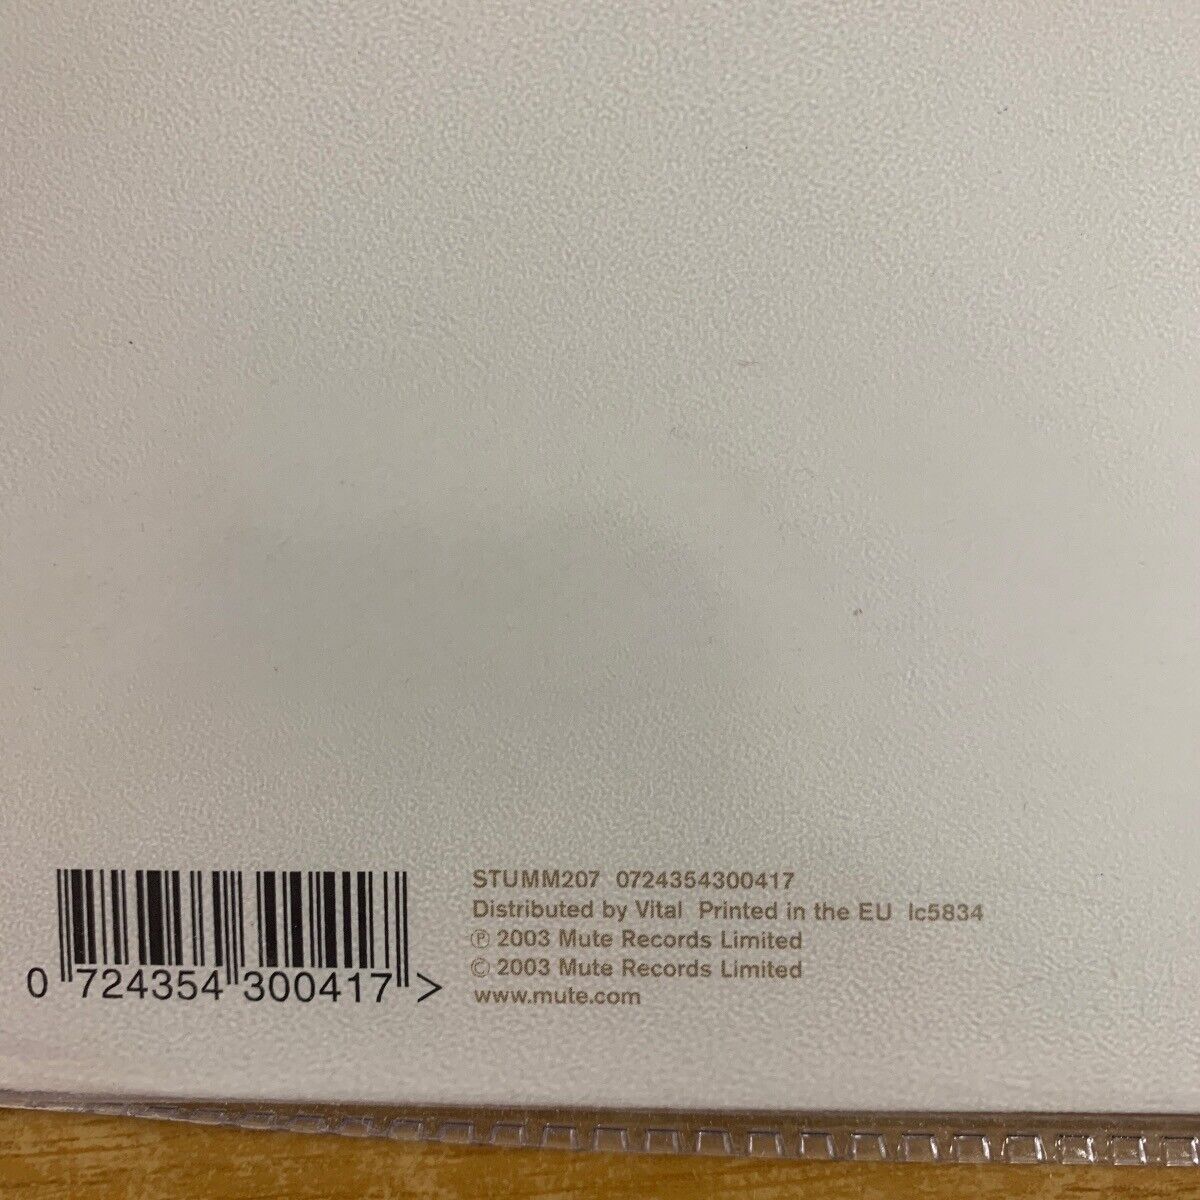 STUMM207 0724354300417
Distributed by Vital Printed in the EU lc5834
℗ 2003 Mute Records Limited
© 2003 Mute Records Limited
www.mute.com
0 724354 300417 >